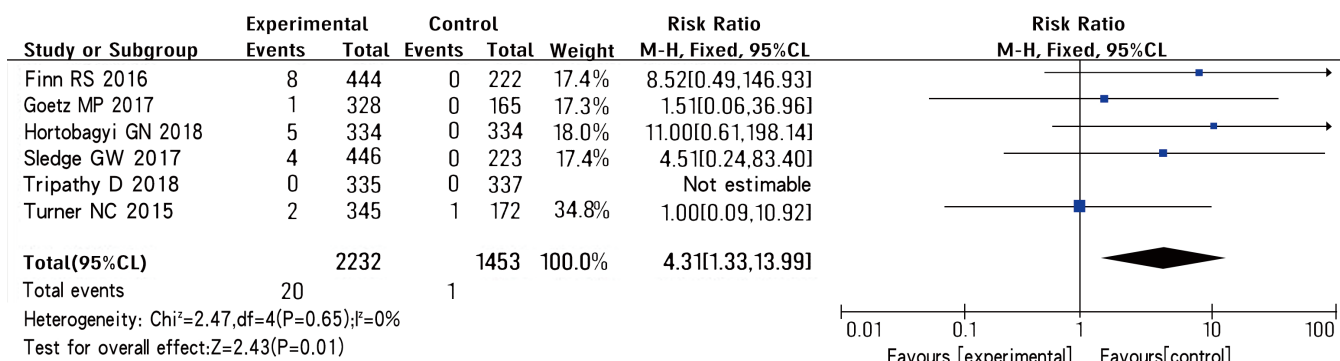 Experimental Control Risk Ratio Risk Ratio
Study or Subgroup Events Total Events Total Weight M-H, Fixed, 95%CL M-H, Fixed, 95%CL
Finn RS 2016 8 444 0 222 17.4% 8.52[0.49,146.93]
Goetz MP 2017 1 328 0 165 17.3% 1.51[0.06,36.96]
Hortobagyi GN 2018 5 334 0 334 18.0% 11.00[0.61,198.14]
Sledge GW 2017 4 446 0 223 17.4% 4.51[0.24,83.40]
Tripathy D 2018 0 335 0 337 Not estimable
Turner NC 2015 2 345 1 172 34.8% 1.00[0.09,10.92]
Total(95%CL) 2232 1453 100.0% 4.31[1.33,13.99]
Total events 20 1
Heterogeneity: Chi²=2.47,df=4(P=0.65);I²=0%
Test for overall effect:Z=2.43(P=0.01)
0.01 0.1 1 10 100
Favours [experimental] Favours[control]